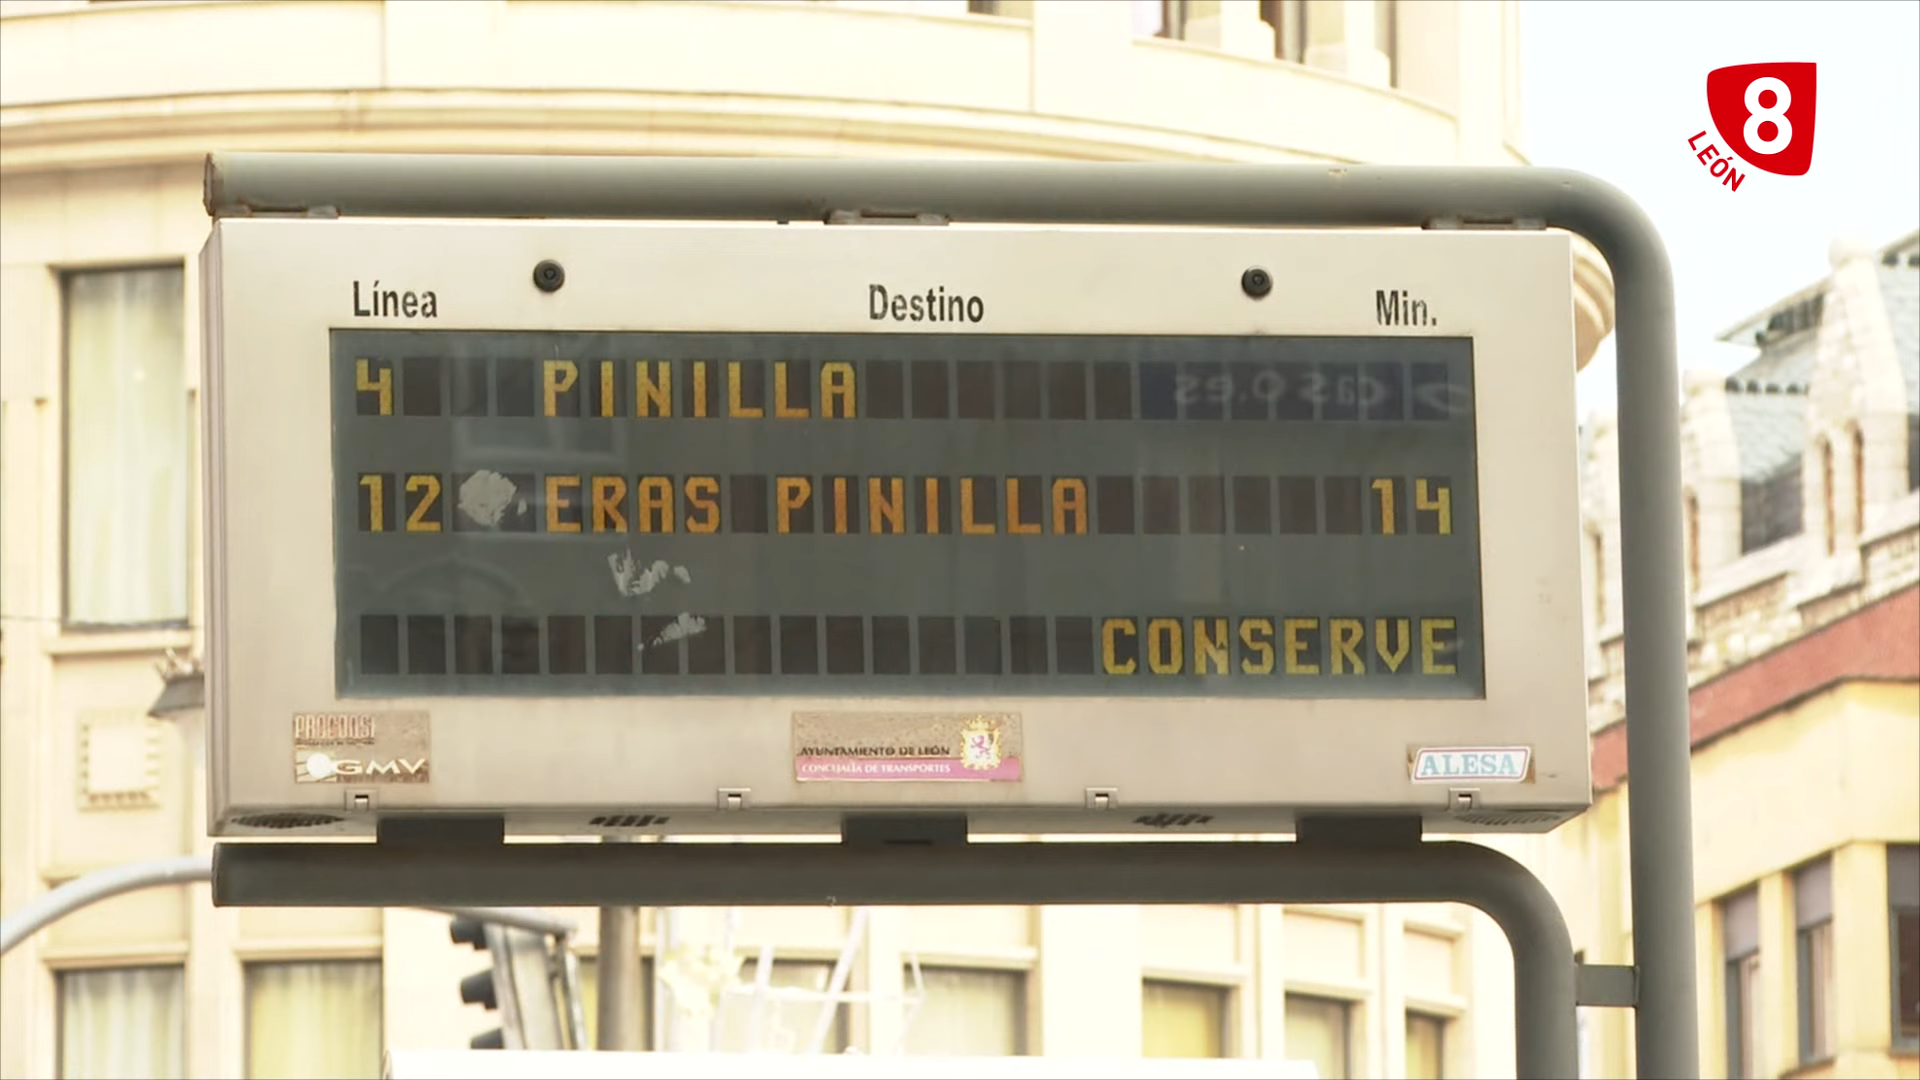 8
LEÓN
Línea Destino Min.
4 PINILLA
12 ERAS PINILLA 14
CONSERVE
GMV
AYUNTAMIENTO DE LEÓN
CONCEJALÍA DE TRANSPORTES
ALESA